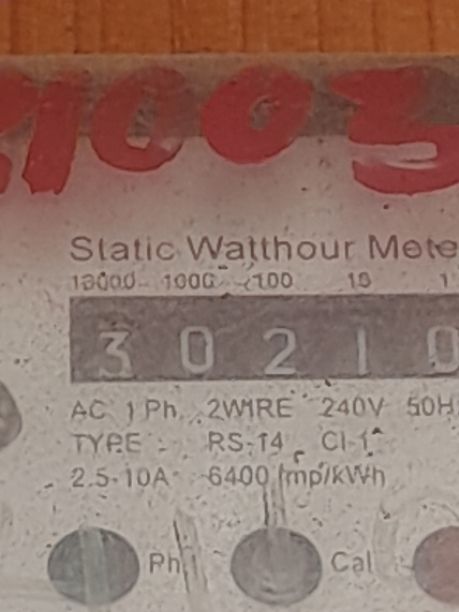 1003
Static Watthour Mete
10000 1000 100 10 1
3 0 2 1 0
AC 1 Ph. 2WIRE 240V 50H
TYPE RS-14 Cl-1
2.5-10A 6400 Imp/kWh
Ph Cal